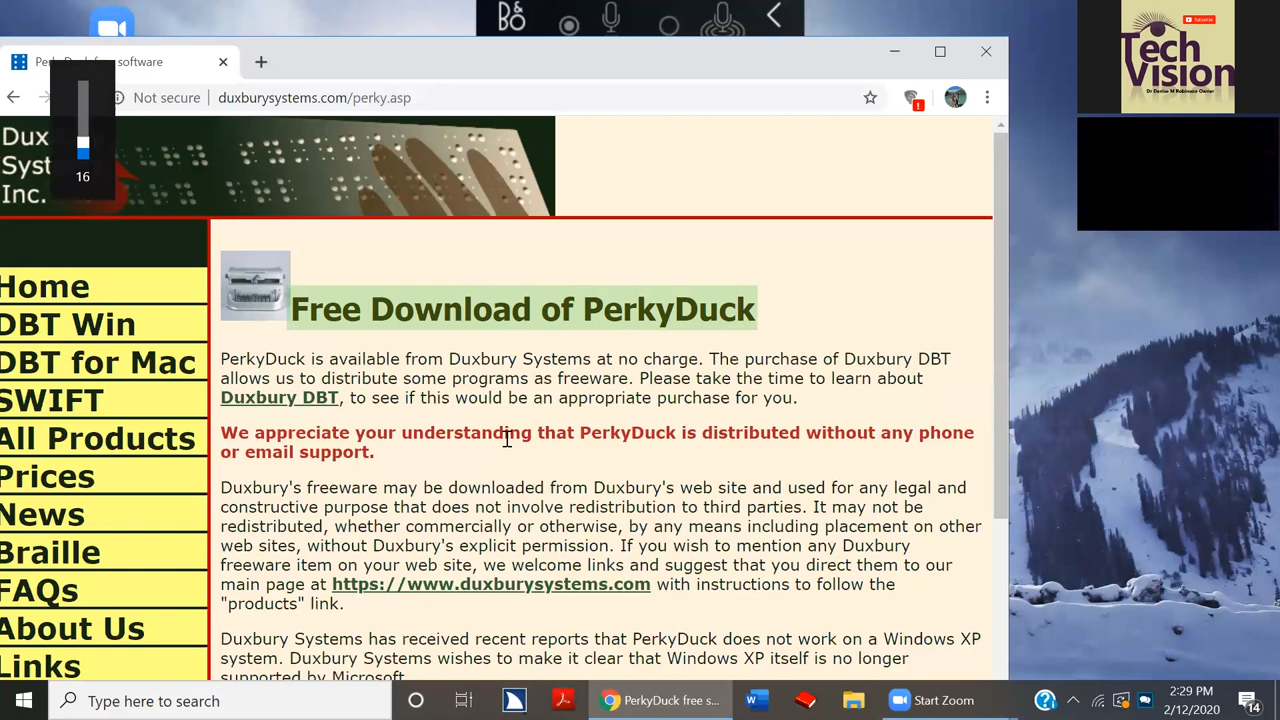 B&O
Subscribe
Tech
Vision
Dr Denise M Robinson Owner
Per
free software
16
Not secure
duxburysystems.com/perky.asp
Dux
Syst
Inc.
Home
DBT Win
DBT for Mac
SWIFT
All Products
Prices
News
Braille
FAQs
About Us
Links
Free Download of PerkyDuck
PerkyDuck is available from Duxbury Systems at no charge. The purchase of Duxbury DBT
allows us to distribute some programs as freeware. Please take the time to learn about
Duxbury DBT, to see if this would be an appropriate purchase for you.
We appreciate your understanding that PerkyDuck is distributed without any phone
or email support.
Duxbury's freeware may be downloaded from Duxbury's web site and used for any legal and
constructive purpose that does not involve redistribution to third parties. It may not be
redistributed, whether commercially or otherwise, by any means including placement on other
web sites, without Duxbury's explicit permission. If you wish to mention any Duxbury
freeware item on your web site, we welcome links and suggest that you direct them to our
main page at https://www.duxburysystems.com with instructions to follow the
"products" link.
Duxbury Systems has received recent reports that PerkyDuck does not work on a Windows XP
system. Duxbury Systems wishes to make it clear that Windows XP itself is no longer
supported by Microsoft.
Type here to search
PerkyDuck free s...
Start Zoom
2:29 PM
2/12/2020
14